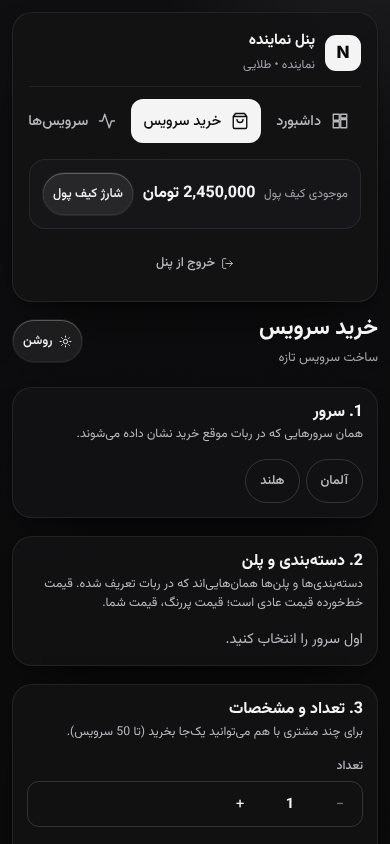 N
پنل نماینده
نماینده • طلایی
داشبورد
خرید سرویس
سرویس‌ها
موجودی کیف پول
2,450,000 تومان
شارژ کیف پول
خروج از پنل
خرید سرویس
ساخت سرویس تازه
روشن
1. سرور
همان سرورهایی که در ربات موقع خرید نشان داده می‌شوند.
آلمان
هلند
2. دسته‌بندی و پلن
دسته‌بندی‌ها و پلن‌ها همان‌هایی‌اند که در ربات تعریف شده. قیمت
خط‌خورده قیمت عادی است؛ قیمت پررنگ، قیمت شما.
اول سرور را انتخاب کنید.
3. تعداد و مشخصات
برای چند مشتری با هم می‌توانید یک‌جا بخرید (تا 50 سرویس).
تعداد
− 1 +